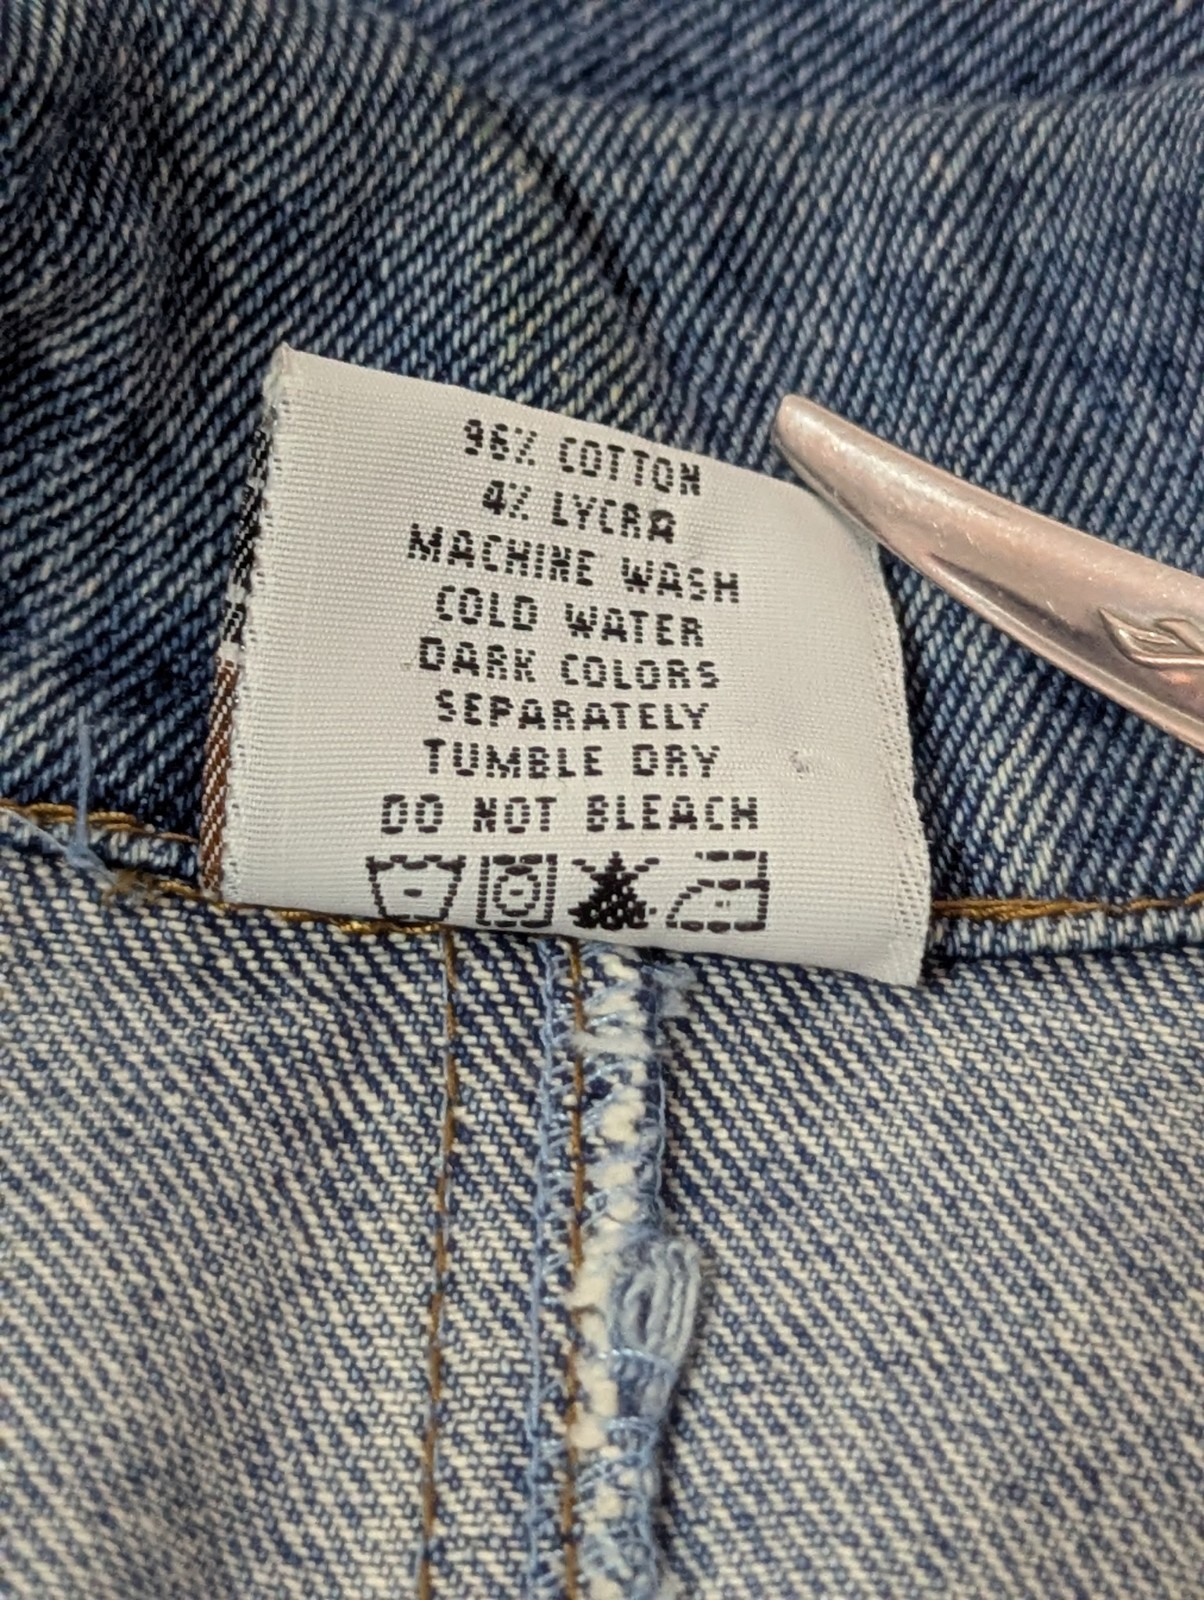 96% COTTON
4% LYCRA
MACHINE WASH
COLD WATER
DARK COLORS
SEPARATELY
TUMBLE DRY
DO NOT BLEACH